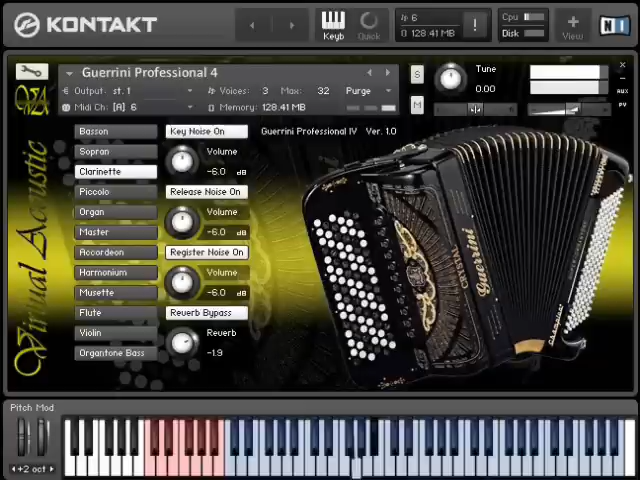 KONTAKT
Keyb
Quick
6
128.41 MB
!
Cpu
Disk
View
Guerrini Professional 4
Output: st. 1
Voices: 3 Max: 32 Purge
Midi Ch: [A] 6
Memory: 128.41 MB
S
M
Tune
0.00
AUX
PV
Virtual Acoustic
VA
Basson
Sopran
Clarinette
Piccolo
Organ
Master
Accordeon
Harmonium
Musette
Flute
Violin
Organtone Bass
Key Noise On
Volume
-6.0 dB
Release Noise On
Volume
-6.0 dB
Register Noise On
Volume
-6.0 dB
Reverb Bypass
Reverb
-1.9
Guerrini Professional IV Ver. 1.0
Guerrini
Pitch Mod
+2 oct